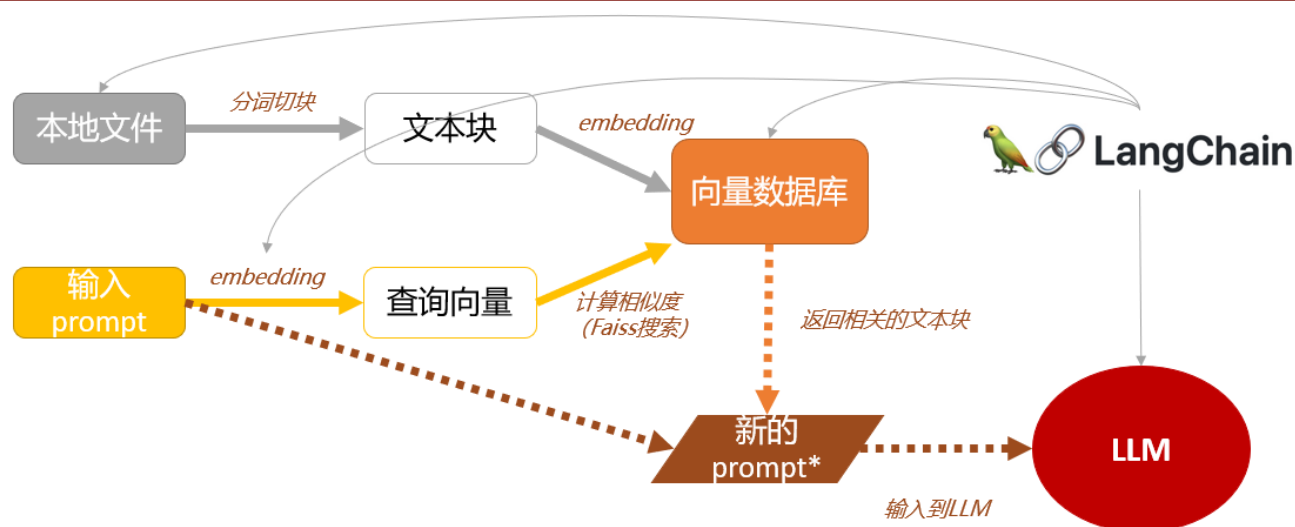 分词切块
本地文件
文本块
embedding
LangChain
向量数据库
输入
prompt
embedding
查询向量
计算相似度
（Faiss搜索）
返回相关的文本块
新的
prompt*
LLM
输入到LLM